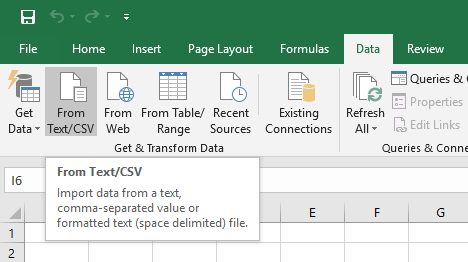 File Home Insert Page Layout Formulas Data Review
Get Data
From Text/CSV
From Web
From Table/ Range
Recent Sources
Existing Connections
Refresh All
Queries & C
Properties
Edit Links
Get & Transform Data
Queries & Conne
I6
From Text/CSV
Import data from a text,
comma-separated value or
formatted text (space delimited) file.
E F G
1
2